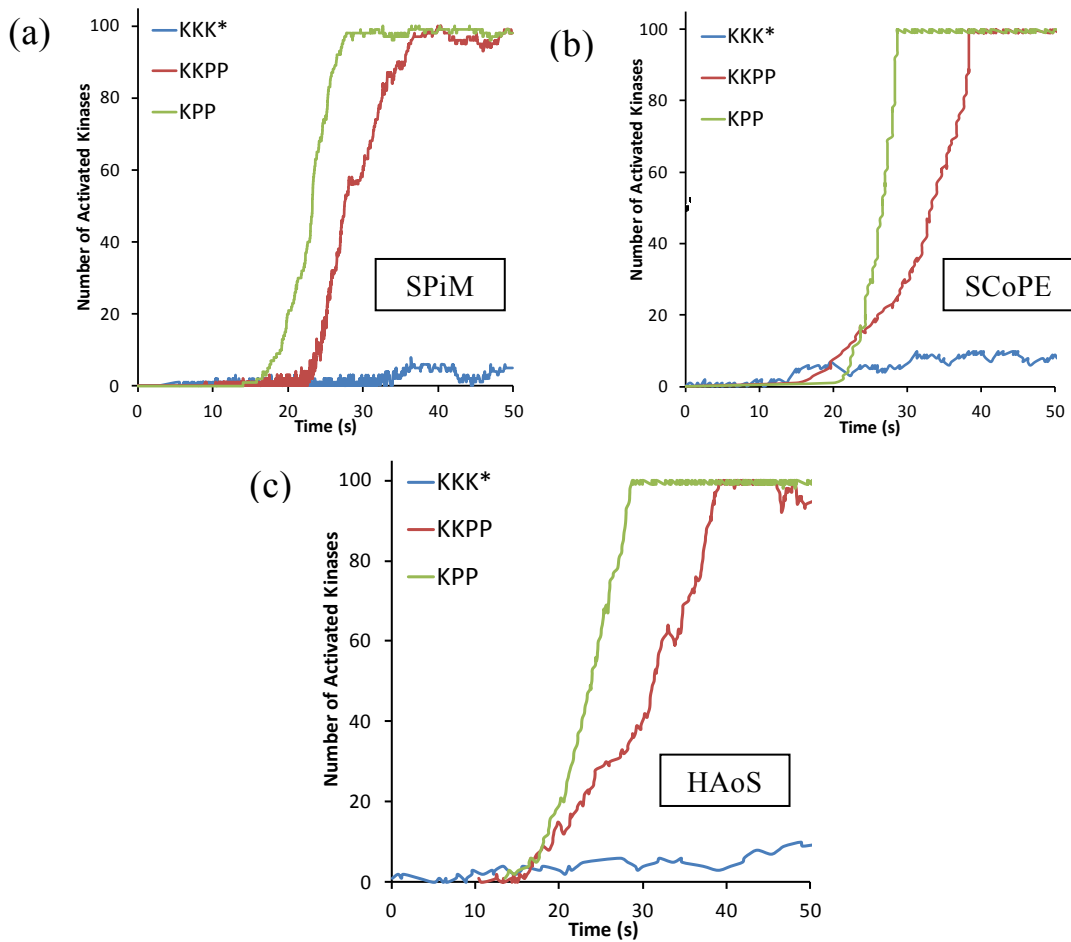 (a)
KKK*
KKPP
KPP
Number of Activated Kinases
100
80
60
40
20
0
SPiM
0 10 20 30 40 50
Time (s)
(b)
KKK*
KKPP
KPP
Number of Activated Kinases
100
80
60
40
20
0
SCoPE
0 10 20 30 40 50
Time (s)
(c)
KKK*
KKPP
KPP
Number of Activated Kinases
100
80
60
40
20
0
HAoS
0 10 20 30 40 50
Time (s)